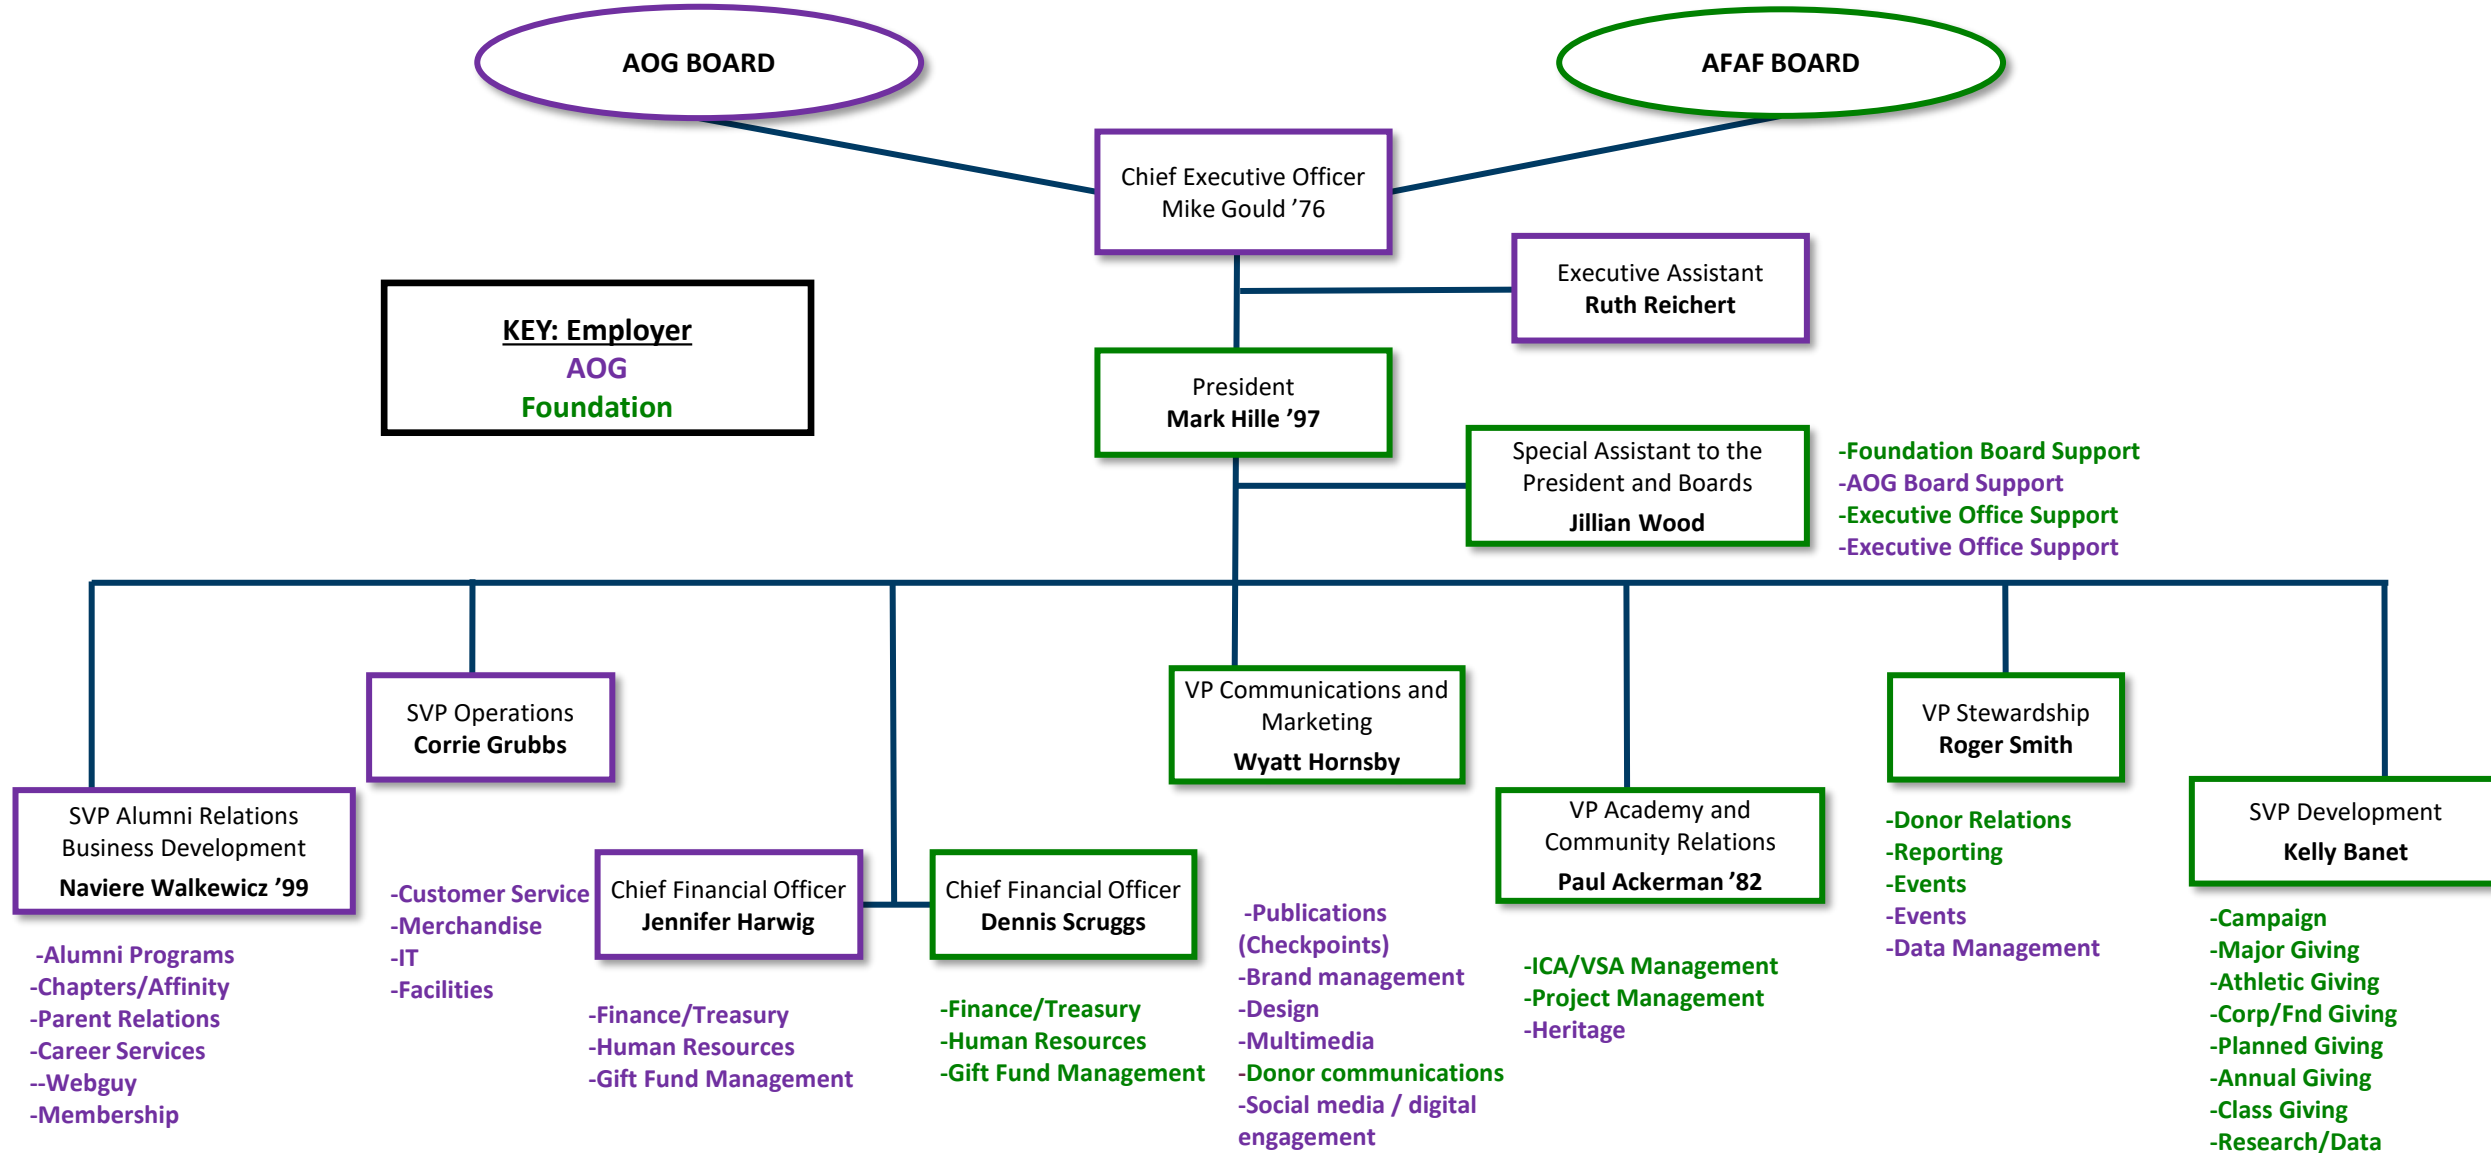 AOG BOARD
AFAF BOARD
Chief Executive Officer
Mike Gould ’76
Executive Assistant
Ruth Reichert
KEY: Employer
AOG
Foundation
President
Mark Hille ’97
Special Assistant to the
President and Boards
Jillian Wood
-Foundation Board Support
-AOG Board Support
-Executive Office Support
-Executive Office Support
SVP Alumni Relations
Business Development
Naviere Walkewicz ’99
-Alumni Programs
-Chapters/Affinity
-Parent Relations
-Career Services
--Webguy
-Membership
SVP Operations
Corrie Grubbs
-Customer Service
-Merchandise
-IT
-Facilities
Chief Financial Officer
Jennifer Harwig
-Finance/Treasury
-Human Resources
-Gift Fund Management
Chief Financial Officer
Dennis Scruggs
-Finance/Treasury
-Human Resources
-Gift Fund Management
VP Communications and
Marketing
Wyatt Hornsby
-Publications
(Checkpoints)
-Brand management
-Design
-Multimedia
-Donor communications
-Social media / digital
engagement
VP Academy and
Community Relations
Paul Ackerman ’82
-ICA/VSA Management
-Project Management
-Heritage
VP Stewardship
Roger Smith
-Donor Relations
-Reporting
-Events
-Events
-Data Management
SVP Development
Kelly Banet
-Campaign
-Major Giving
-Athletic Giving
-Corp/Fnd Giving
-Planned Giving
-Annual Giving
-Class Giving
-Research/Data